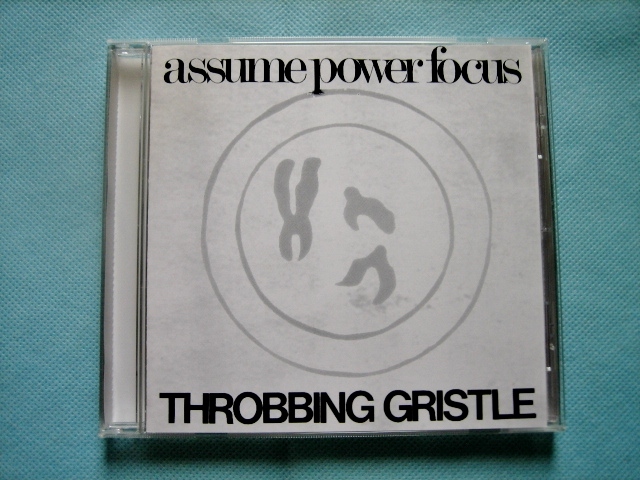 assume power focus
THROBBING GRISTLE